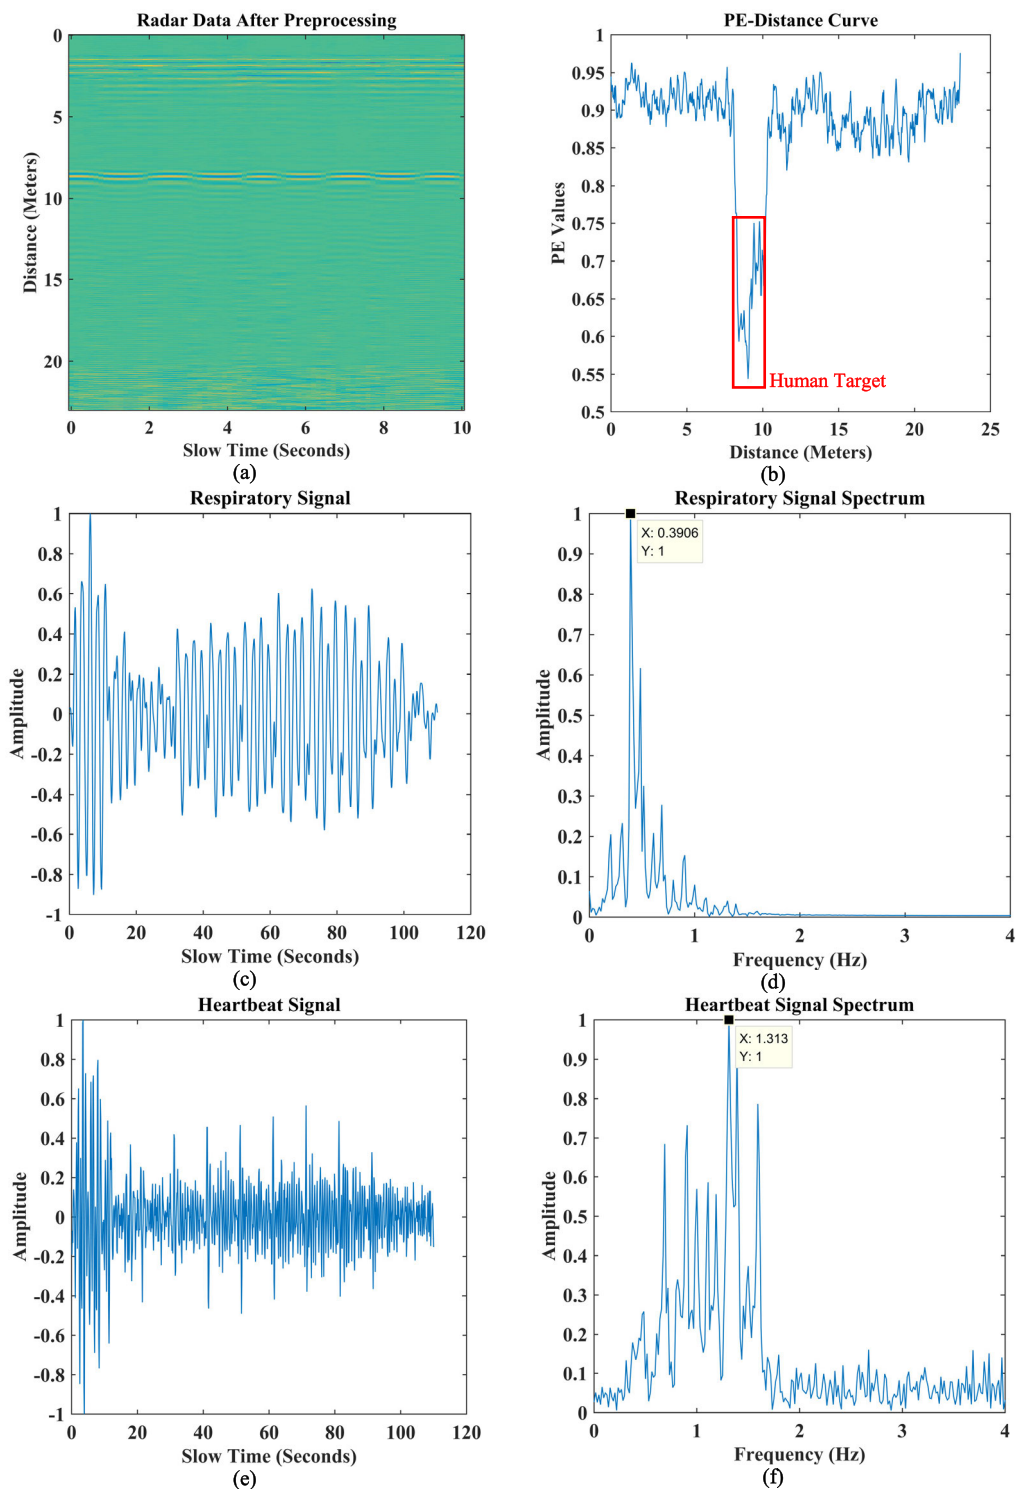 Radar Data After Preprocessing
0
5
10
15
20
Distance (Meters)
0 2 4 6 8 10
Slow Time (Seconds)
(a)
PE-Distance Curve
1
0.95
0.9
0.85
0.8
0.75
0.7
0.65
0.6
0.55
0.5
PE Values
Human Target
0 5 10 15 20 25
Distance (Meters)
(b)
Respiratory Signal
1
0.8
0.6
0.4
0.2
0
-0.2
-0.4
-0.6
-0.8
-1
Amplitude
0 20 40 60 80 100 120
Slow Time (Seconds)
(c)
Respiratory Signal Spectrum
X: 0.3906
Y: 1
1
0.9
0.8
0.7
0.6
0.5
0.4
0.3
0.2
0.1
0
Amplitude
0 1 2 3 4
Frequency (Hz)
(d)
Heartbeat Signal
1
0.8
0.6
0.4
0.2
0
-0.2
-0.4
-0.6
-0.8
-1
Amplitude
0 20 40 60 80 100 120
Slow Time (Seconds)
(e)
Heartbeat Signal Spectrum
X: 1.313
Y: 1
1
0.9
0.8
0.7
0.6
0.5
0.4
0.3
0.2
0.1
0
Amplitude
0 1 2 3 4
Frequency (Hz)
(f)